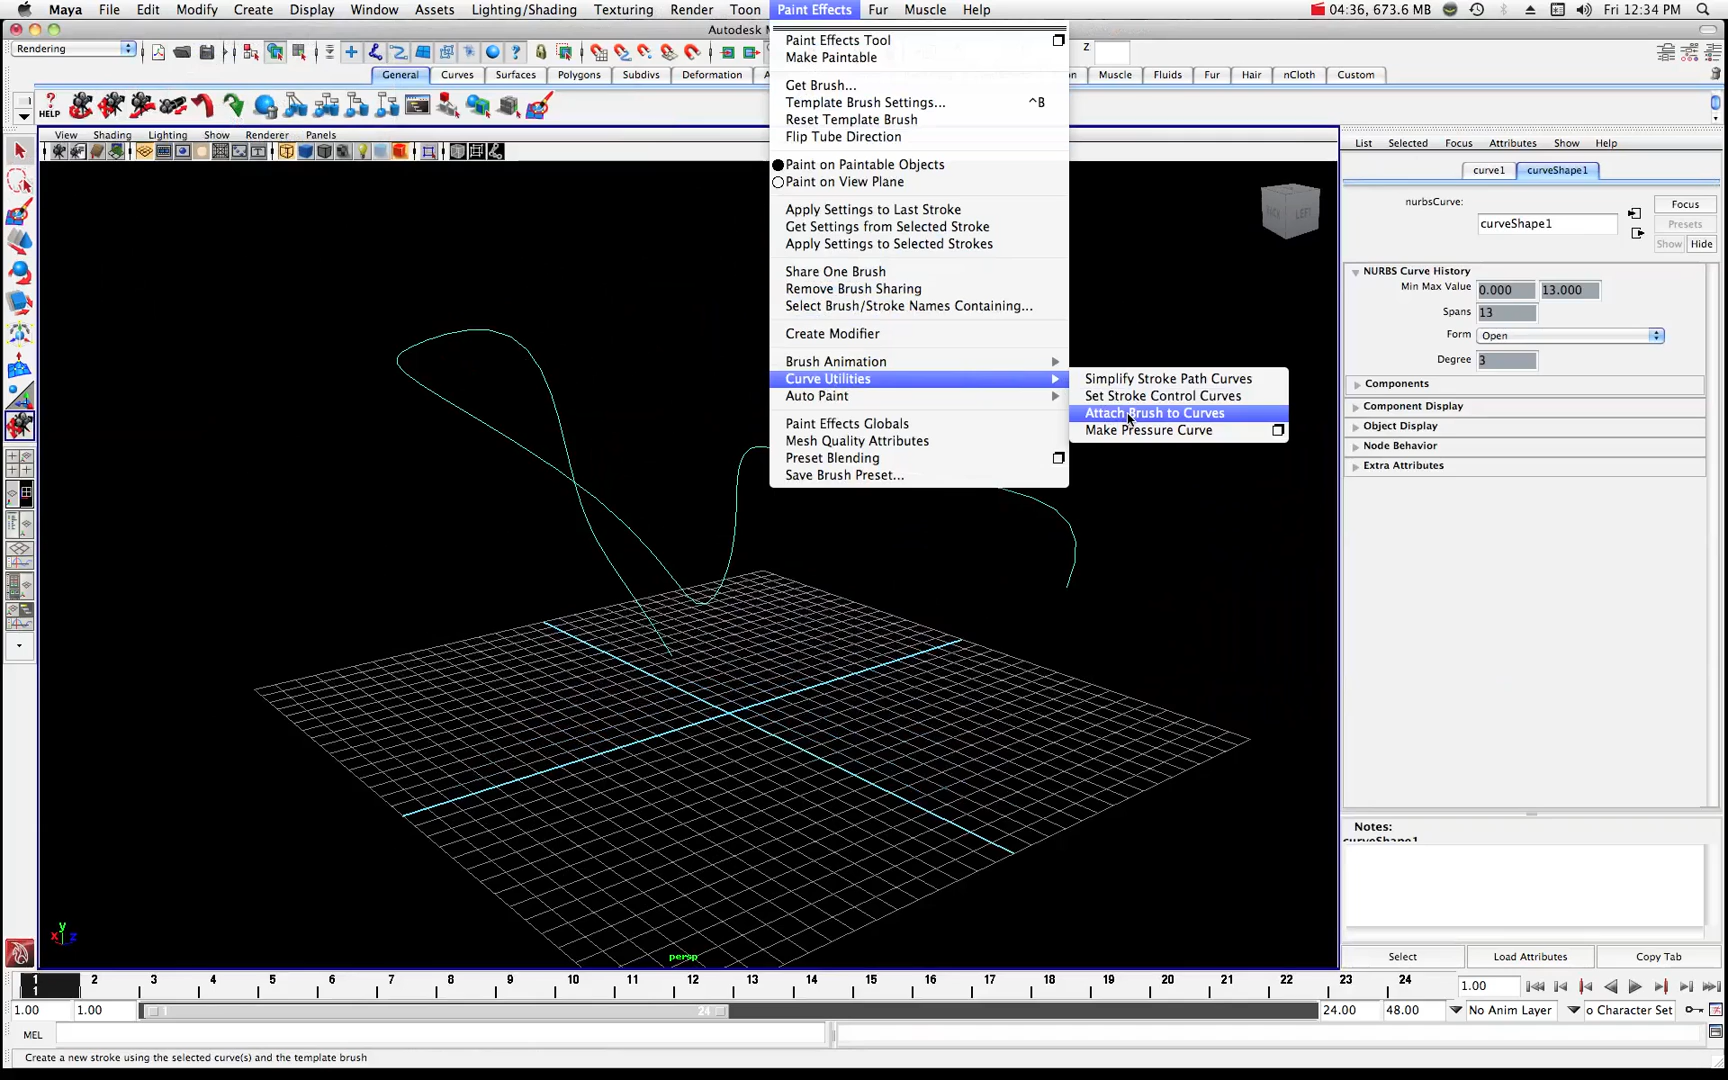 Maya File Edit Modify Create Display Window Assets Lighting/Shading Texturing Render Toon Paint Effects Fur Muscle Help 04:36, 673.6 MB Fri 12:34 PM
Autodesk M
Rendering
Z
General Curves Surfaces Polygons Subdivs Deformation A n Muscle Fluids Fur Hair nCloth Custom
HELP
View Shading Lighting Show Renderer Panels
Paint Effects Tool
Make Paintable
Get Brush...
Template Brush Settings... ^B
Reset Template Brush
Flip Tube Direction
Paint on Paintable Objects
Paint on View Plane
Apply Settings to Last Stroke
Get Settings from Selected Stroke
Apply Settings to Selected Strokes
Share One Brush
Remove Brush Sharing
Select Brush/Stroke Names Containing...
Create Modifier
Brush Animation
Curve Utilities
Auto Paint
Paint Effects Globals
Mesh Quality Attributes
Preset Blending
Save Brush Preset...
Simplify Stroke Path Curves
Set Stroke Control Curves
Attach Brush to Curves
Make Pressure Curve
BACK LEFT
List Selected Focus Attributes Show Help
curve1 curveShape1
nurbsCurve: curveShape1
Focus
Presets
Show Hide
NURBS Curve History
Min Max Value 0.000 13.000
Spans 13
Form Open
Degree 3
Components
Component Display
Object Display
Node Behavior
Extra Attributes
Notes:
curveShape1
Select Load Attributes Copy Tab
y
x z
persp
1 2 3 4 5 6 7 8 9 10 11 12 13 14 15 16 17 18 19 20 21 22 23 24
1 1.00
1.00 1.00 1 24 24.00 48.00 No Anim Layer o Character Set
MEL
Create a new stroke using the selected curve(s) and the template brush